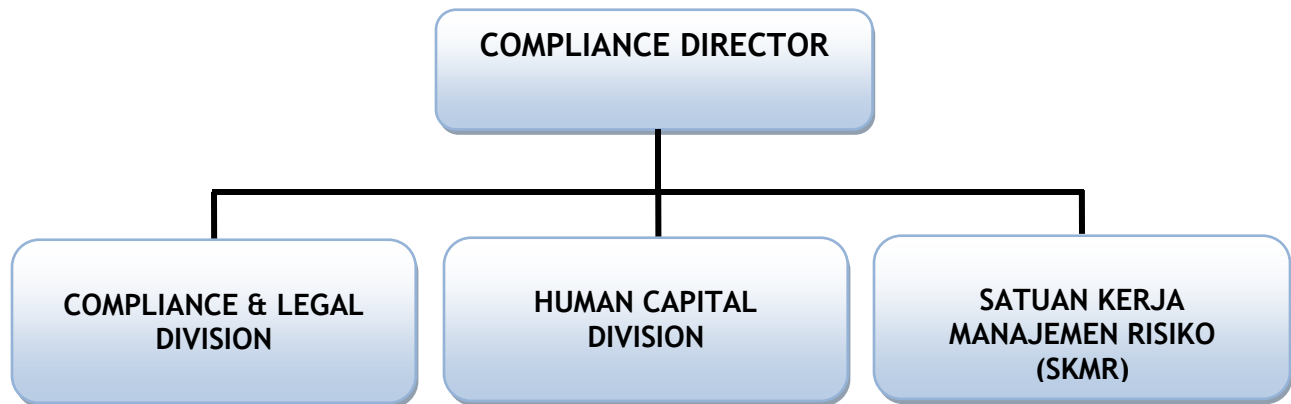 COMPLIANCE DIRECTOR
COMPLIANCE & LEGAL
DIVISION
HUMAN CAPITAL
DIVISION
SATUAN KERJA
MANAJEMEN RISIKO
(SKMR)